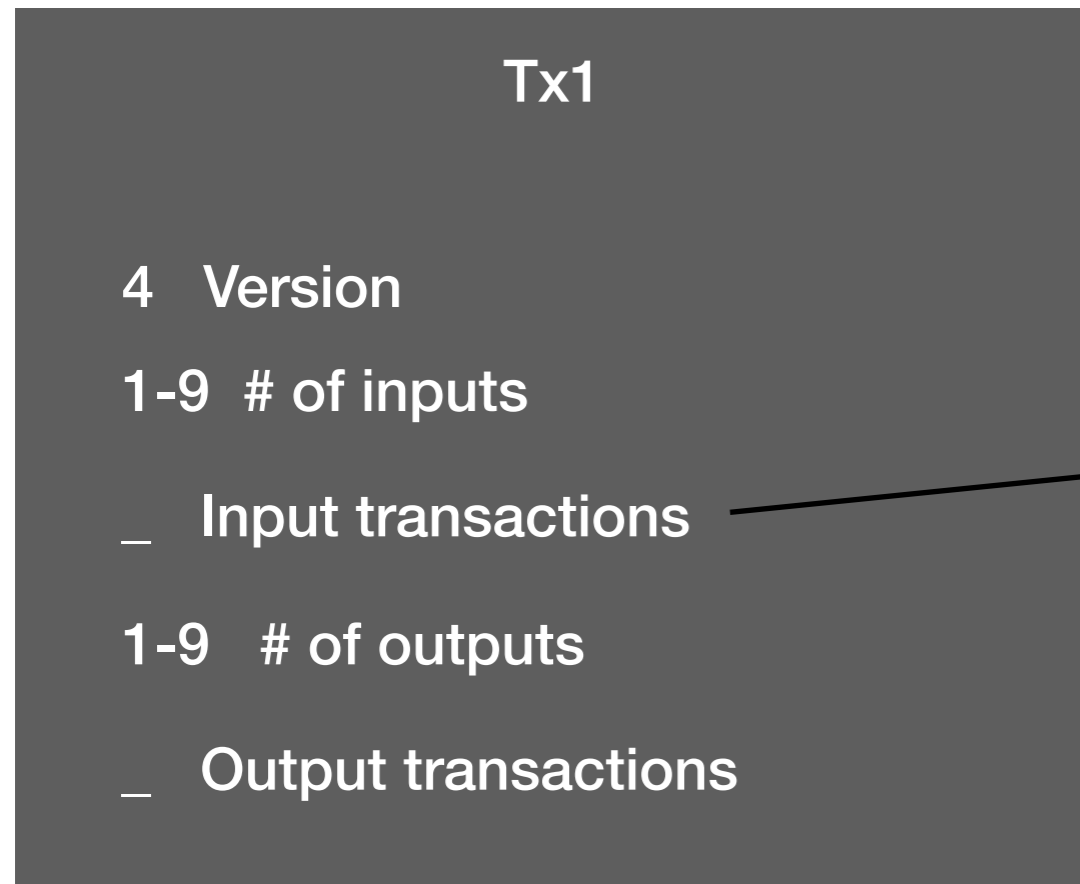 Tx1
4 Version
1-9 # of inputs
_ Input transactions
1-9 # of outputs
_ Output transactions